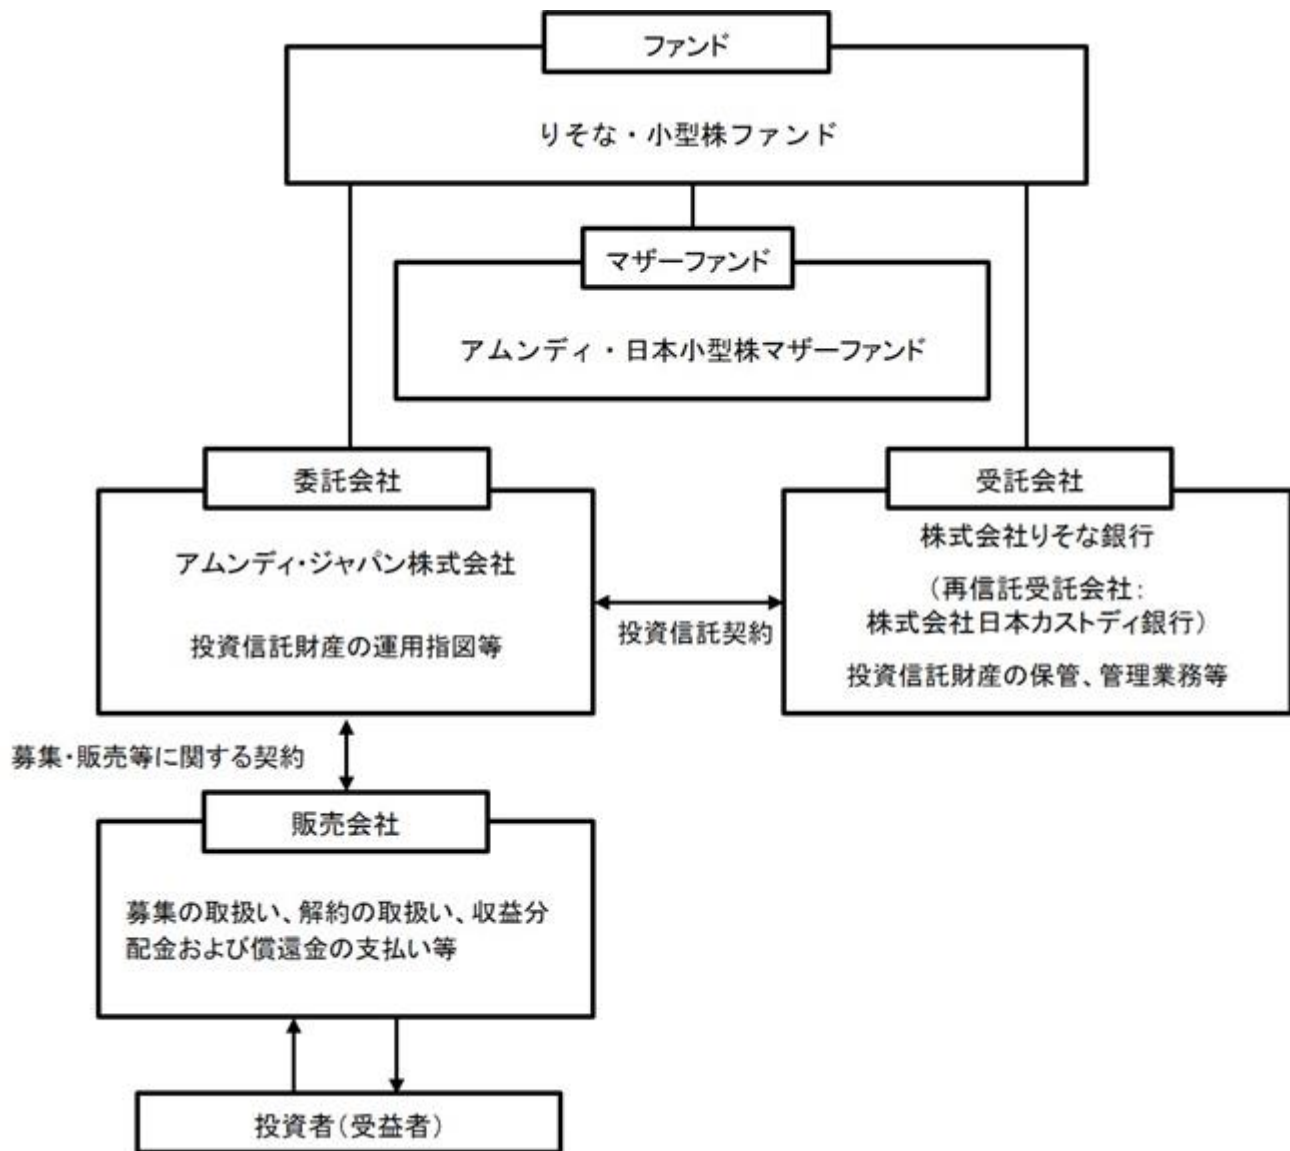 ファンド
りそな・小型株ファンド
マザーファンド
アムンディ・日本小型株マザーファンド
委託会社
アムンディ・ジャパン株式会社
投資信託財産の運用指図等
投資信託契約
受託会社
株式会社りそな銀行
（再信託受託会社：
株式会社日本カストディ銀行）
投資信託財産の保管、管理業務等
募集・販売等に関する契約
販売会社
募集の取扱い、解約の取扱い、収益分
配金および償還金の支払い等
投資者（受益者）